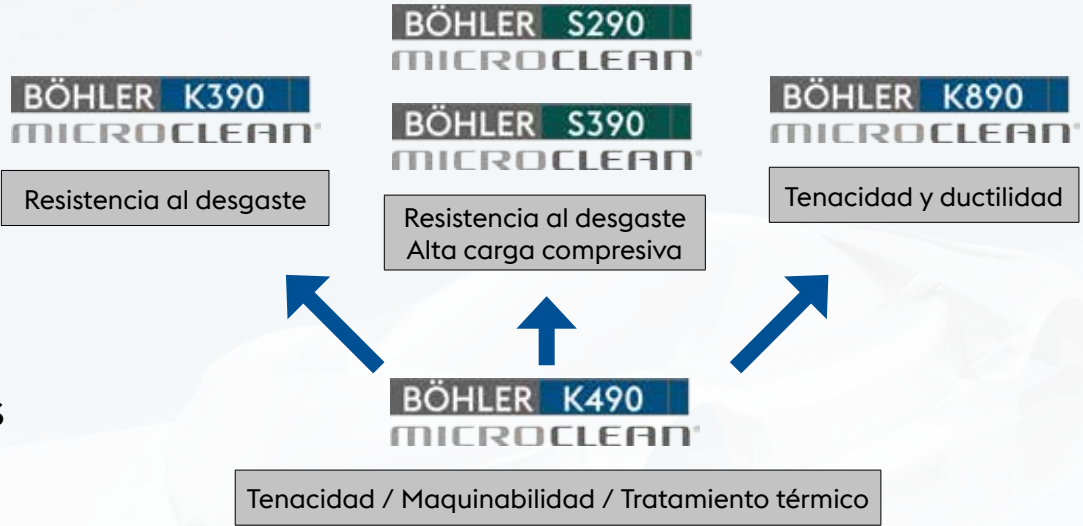 BÖHLER S290
MICROCLEAN®
BÖHLER K390
MICROCLEAN®
BÖHLER S390
MICROCLEAN®
BÖHLER K890
MICROCLEAN®
Resistencia al desgaste
Resistencia al desgaste
Alta carga compresiva
Tenacidad y ductilidad
BÖHLER K490
MICROCLEAN®
s
Tenacidad / Maquinabilidad / Tratamiento térmico